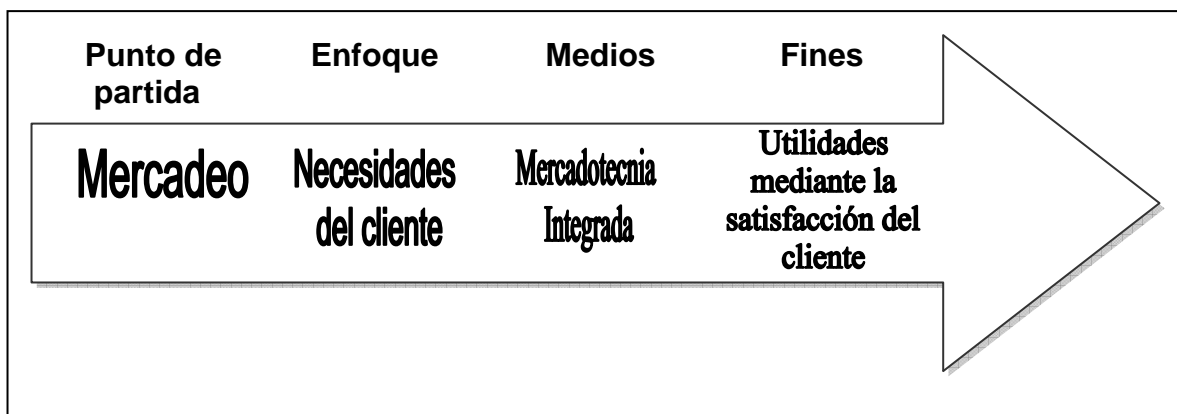 Punto de
partida
Enfoque
Medios
Fines
Mercadeo
Necesidades
del cliente
Mercadotecnia
Integrada
Utilidades
mediante la
satisfacción del
cliente